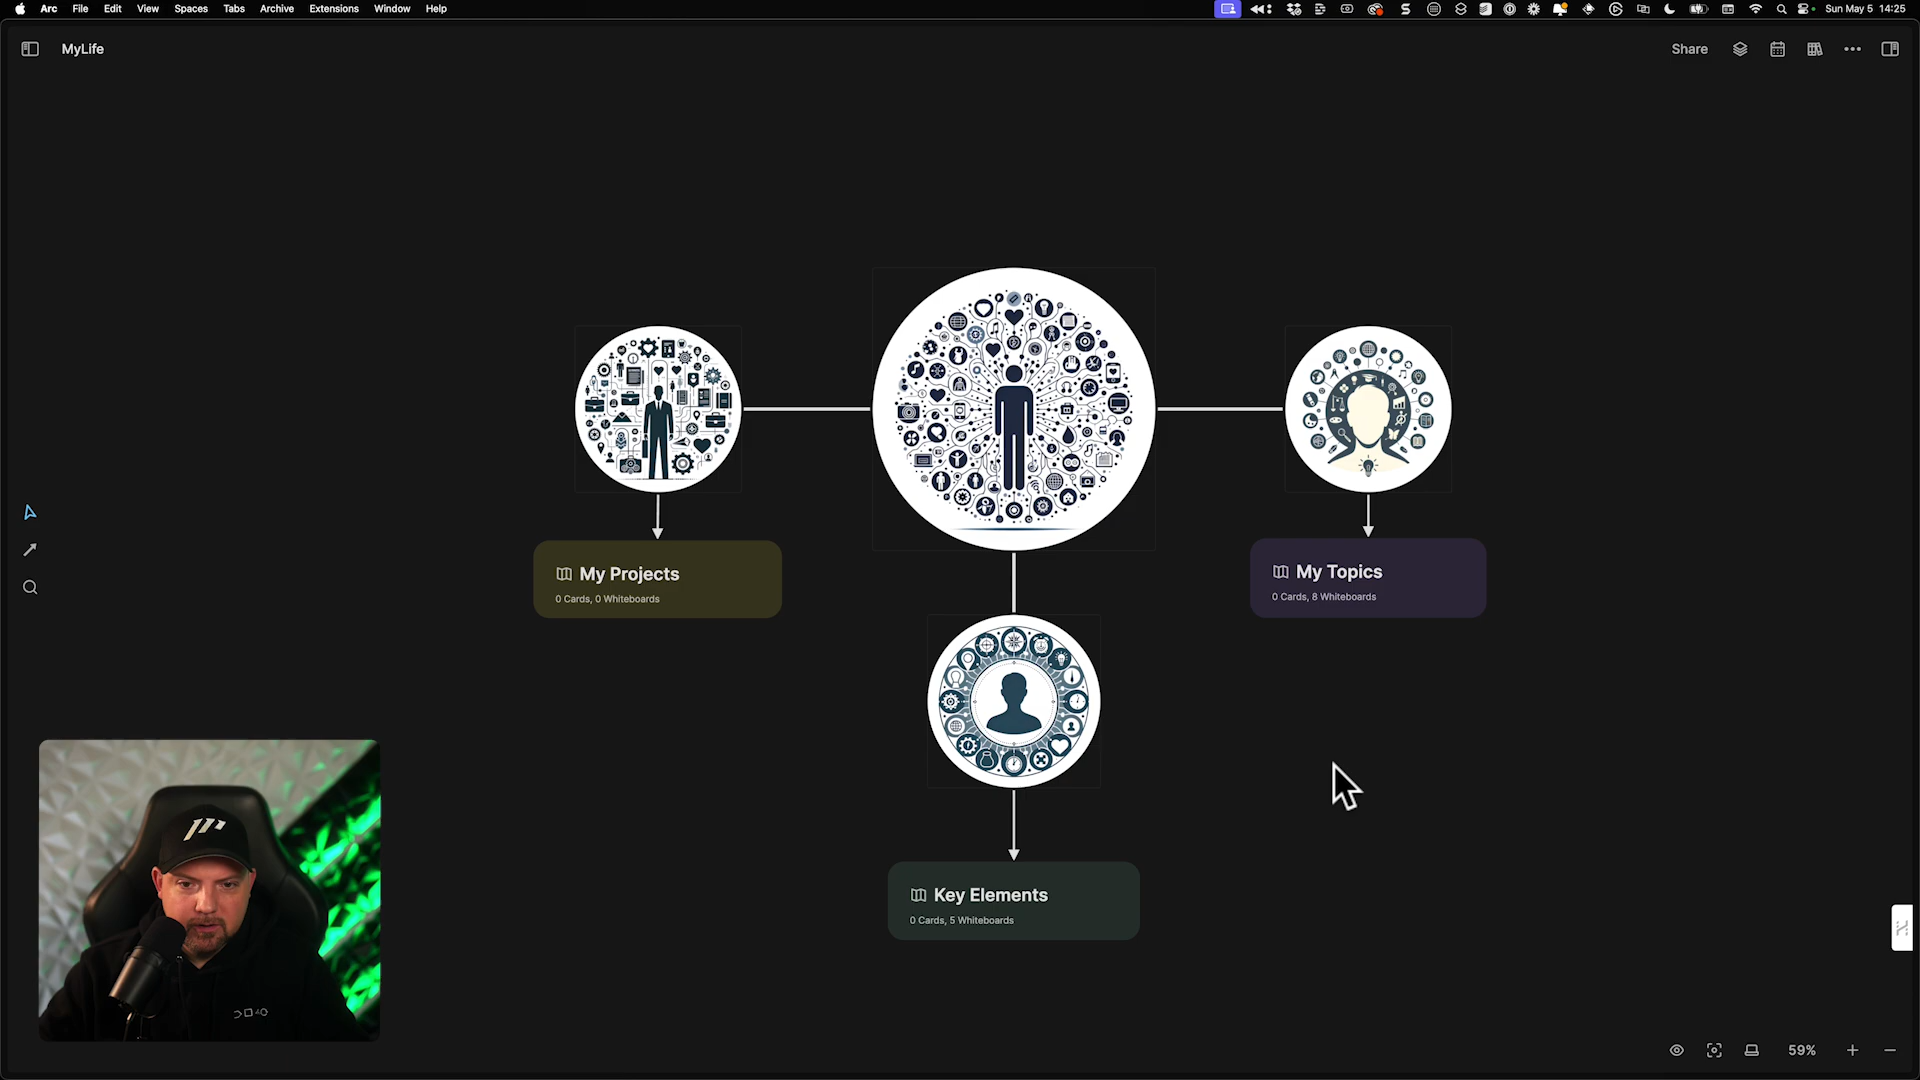 Arc File Edit View Spaces Tabs Archive Extensions Window Help
Sun May 5 14:25
MyLife
Share
My Projects
0 Cards, 0 Whiteboards
My Topics
0 Cards, 8 Whiteboards
Key Elements
0 Cards, 5 Whiteboards
59%